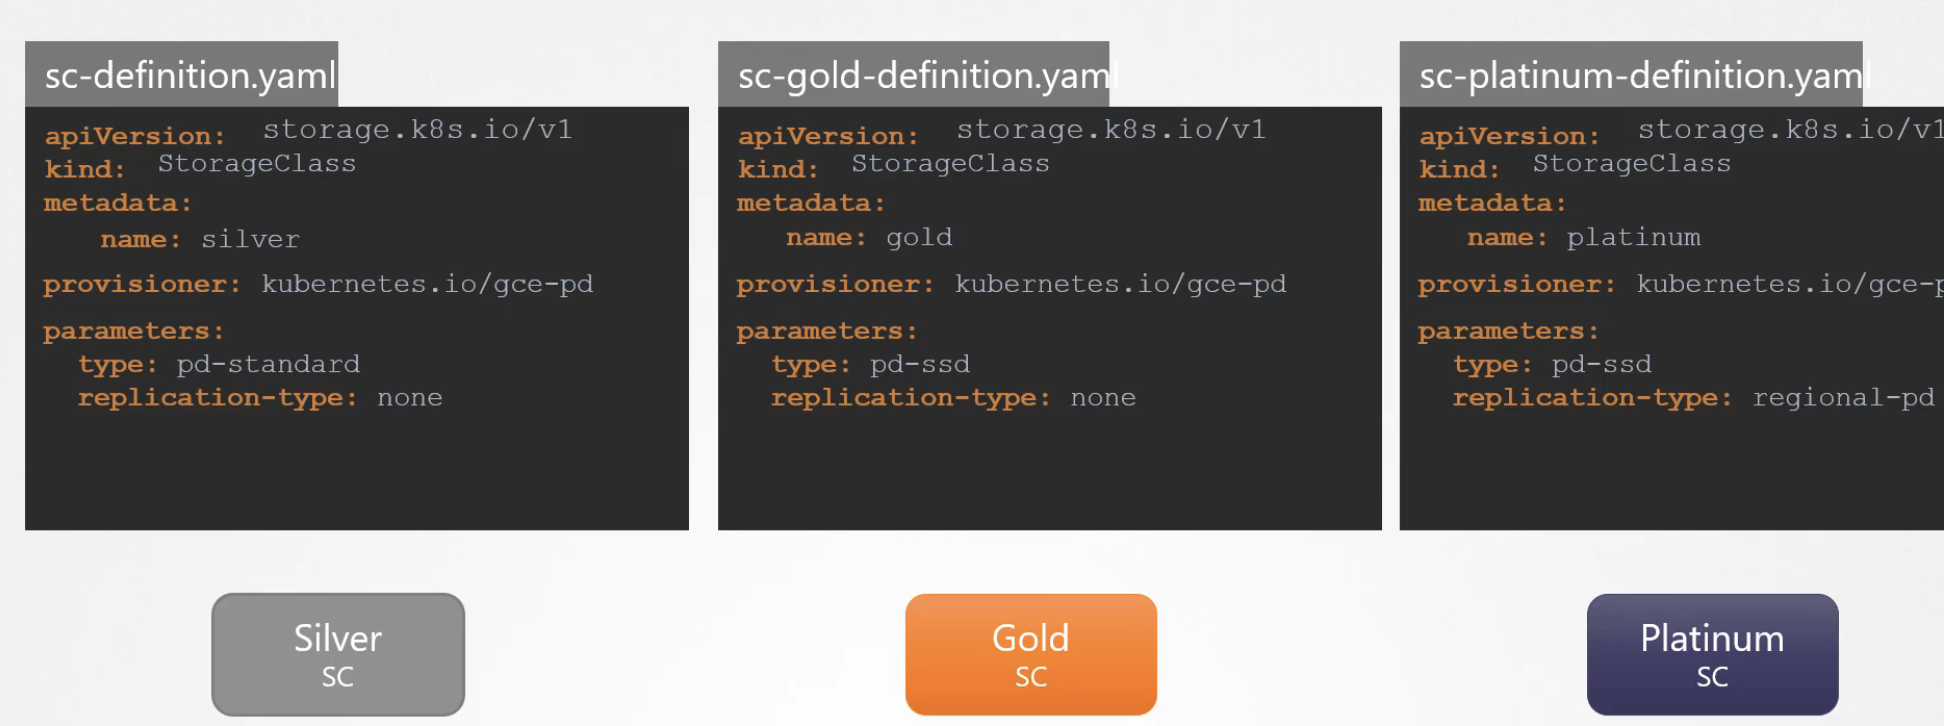 sc-definition.yaml
apiVersion: storage.k8s.io/v1
kind: StorageClass
metadata:
name: silver
provisioner: kubernetes.io/gce-pd
parameters:
type: pd-standard
replication-type: none
Silver
SC
sc-gold-definition.yaml
apiVersion: storage.k8s.io/v1
kind: StorageClass
metadata:
name: gold
provisioner: kubernetes.io/gce-pd
parameters:
type: pd-ssd
replication-type: none
Gold
SC
sc-platinum-definition.yaml
apiVersion: storage.k8s.io/v1
kind: StorageClass
metadata:
name: platinum
provisioner: kubernetes.io/gce-p
parameters:
type: pd-ssd
replication-type: regional-pd
Platinum
SC